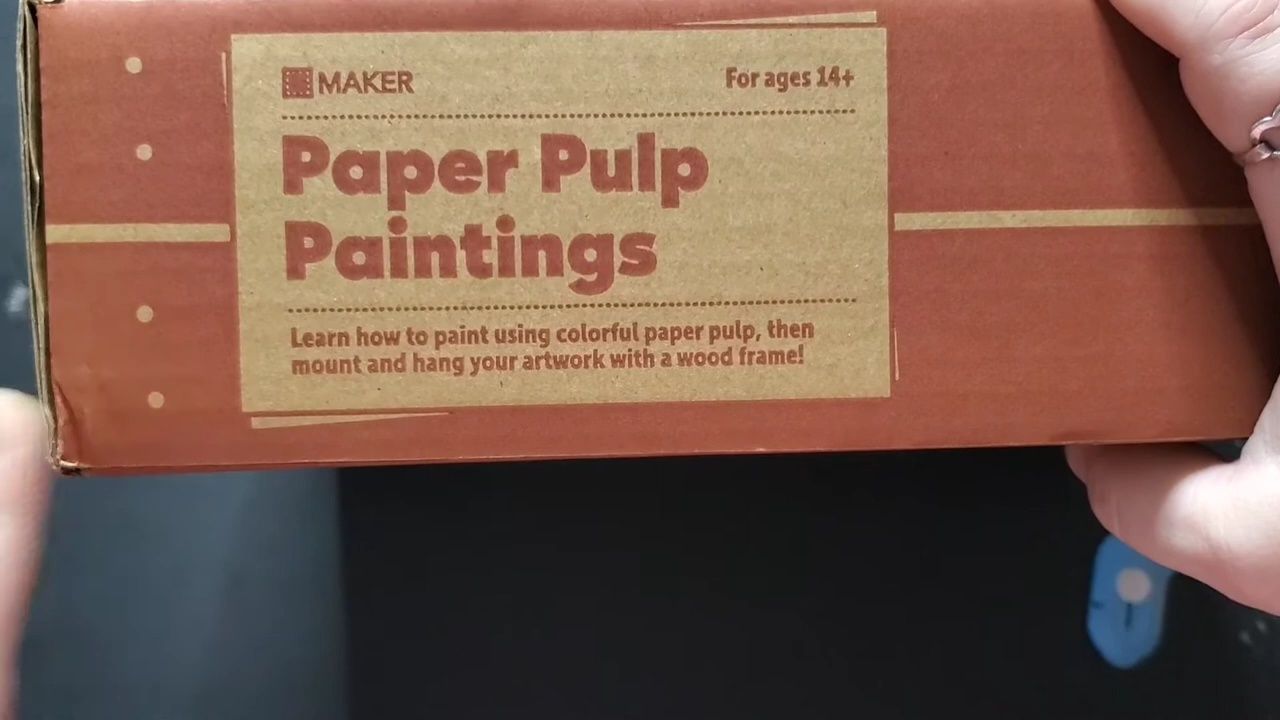 MAKER
For ages 14+
Paper Pulp
Paintings
Learn how to paint using colorful paper pulp, then
mount and hang your artwork with a wood frame!